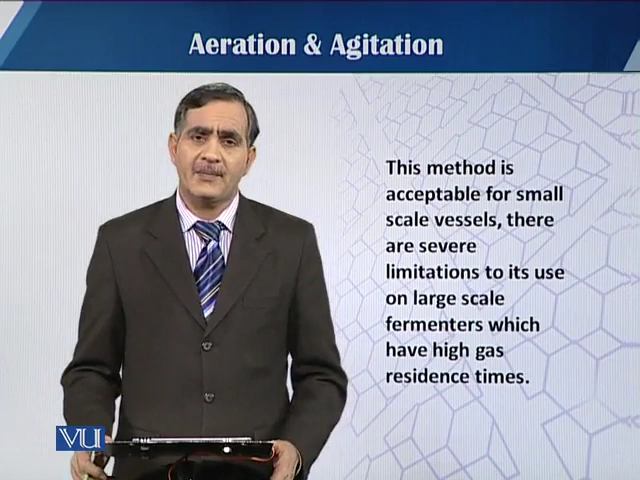 Aeration & Agitation
This method is
acceptable for small
scale vessels, there
are severe
limitations to its use
on large scale
fermenters which
have high gas
residence times.
VU